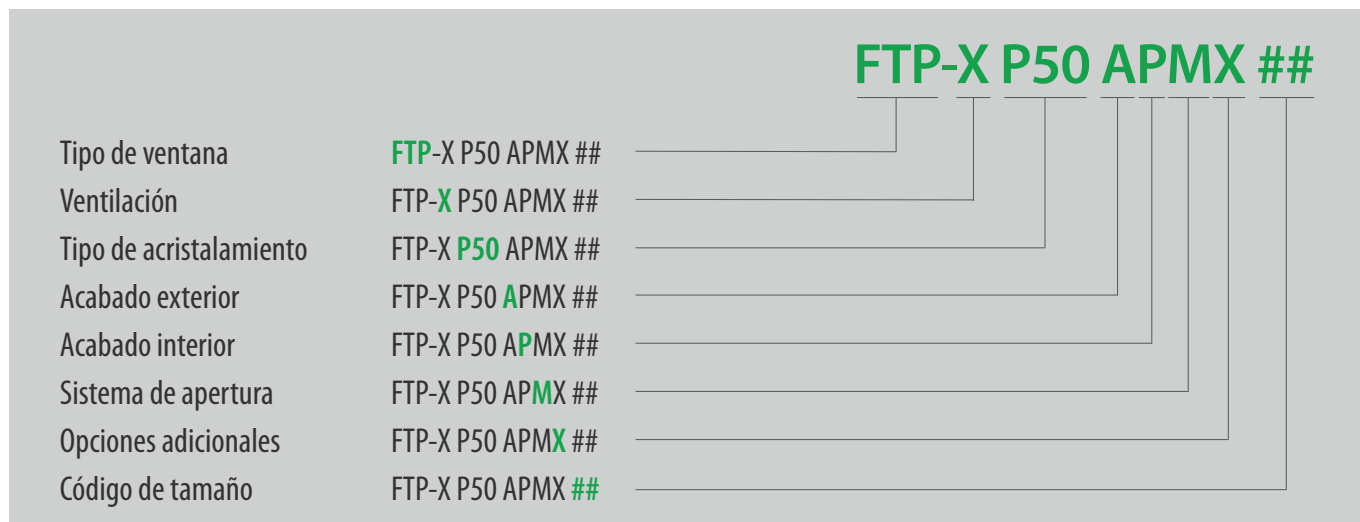 FTP-X P50 APMX ##
Tipo de ventana FTP-X P50 APMX ##
Ventilación FTP-X P50 APMX ##
Tipo de acristalamiento FTP-X P50 APMX ##
Acabado exterior FTP-X P50 APMX ##
Acabado interior FTP-X P50 APMX ##
Sistema de apertura FTP-X P50 APMX ##
Opciones adicionales FTP-X P50 APMX ##
Código de tamaño FTP-X P50 APMX ##